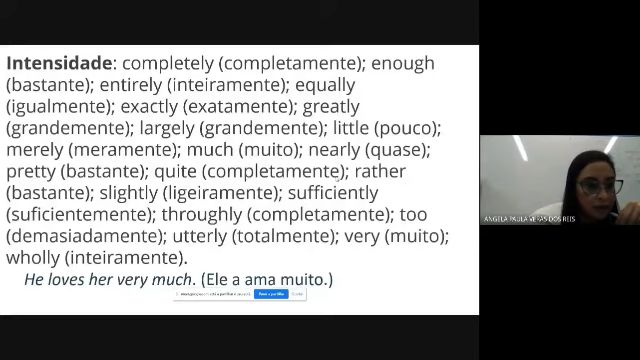 Intensidade: completely (completamente); enough
(bastante); entirely (inteiramente); equally
(igualmente); exactly (exatamente); greatly
(grandemente); largely (grandemente); little (pouco);
merely (meramente); much (muito); nearly (quase);
pretty (bastante); quite (completamente); rather
(bastante); slightly (ligeiramente); sufficiently
(suficientemente); throughly (completamente); too
(demasiadamente); utterly (totalmente); very (muito);
wholly (inteiramente).
He loves her very much. (Ele a ama muito.)
ANGELA PAULA VERAS DOS REIS